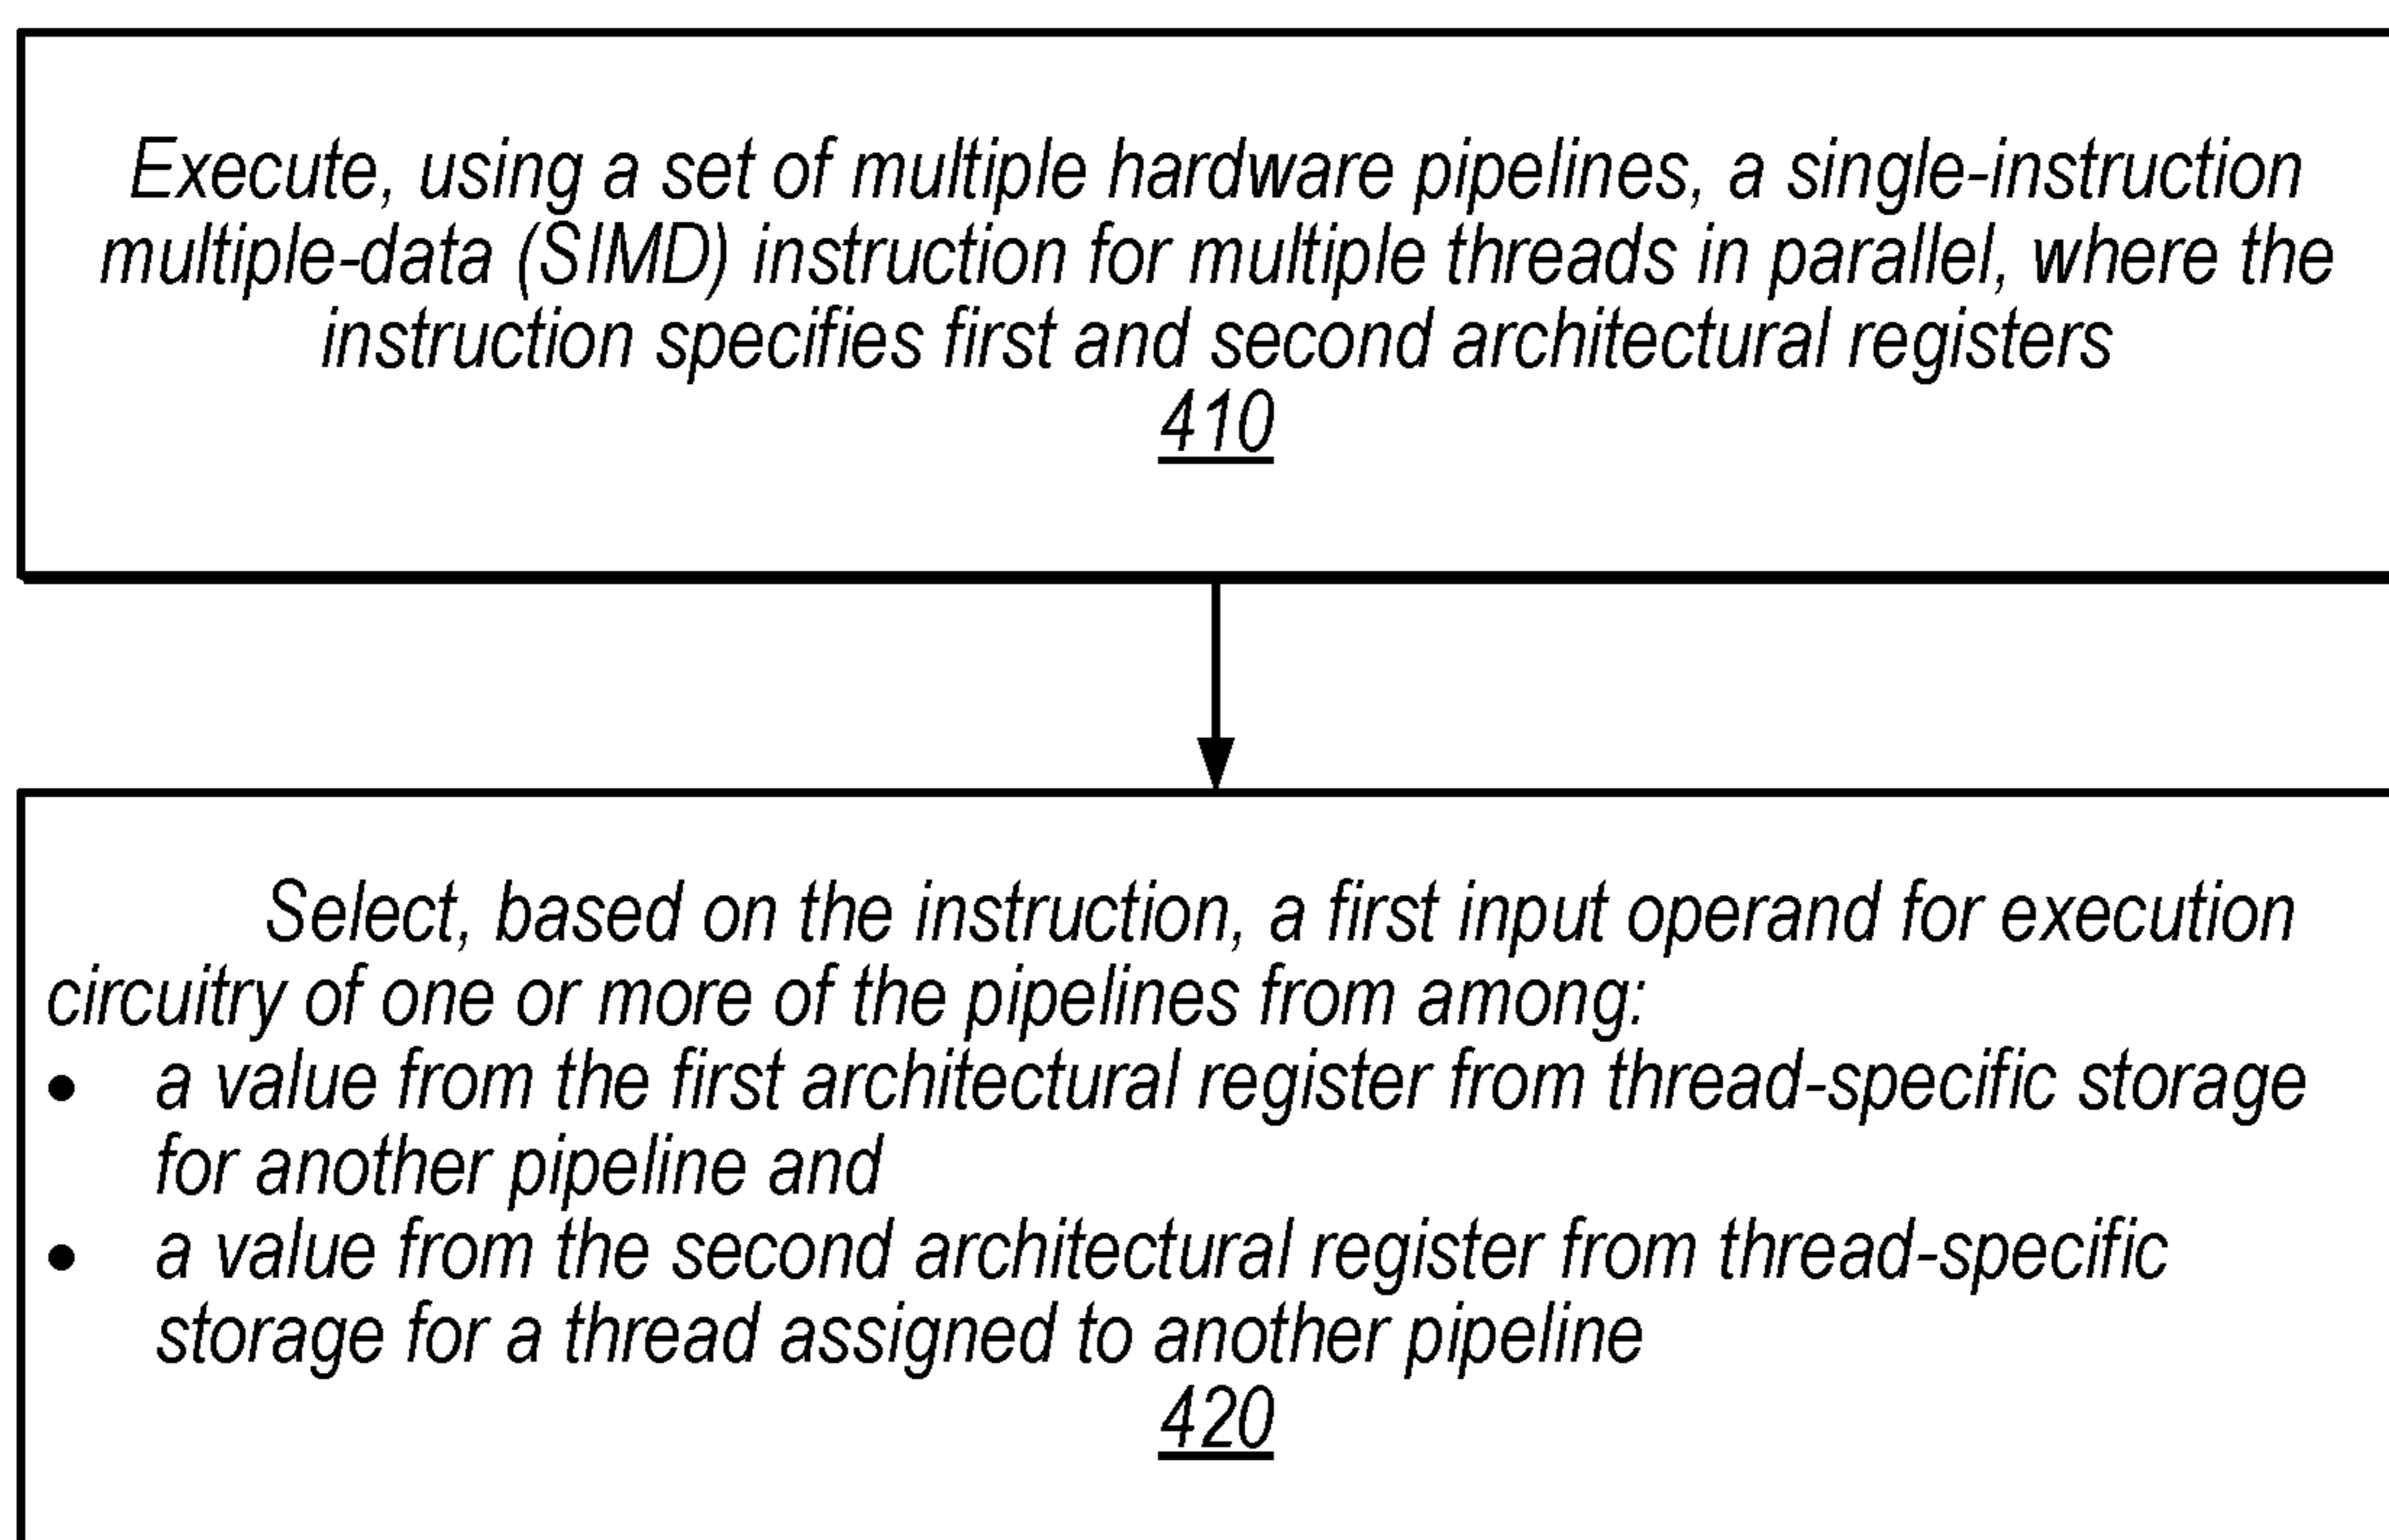 Execute, using a set of multiple hardware pipelines, a single-instruction
multiple-data (SIMD) instruction for multiple threads in parallel, where the
instruction specifies first and second architectural registers
410
Select, based on the instruction, a first input operand for execution
circuitry of one or more of the pipelines from among:
• a value from the first architectural register from thread-specific storage
for another pipeline and
• a value from the second architectural register from thread-specific
storage for a thread assigned to another pipeline
420